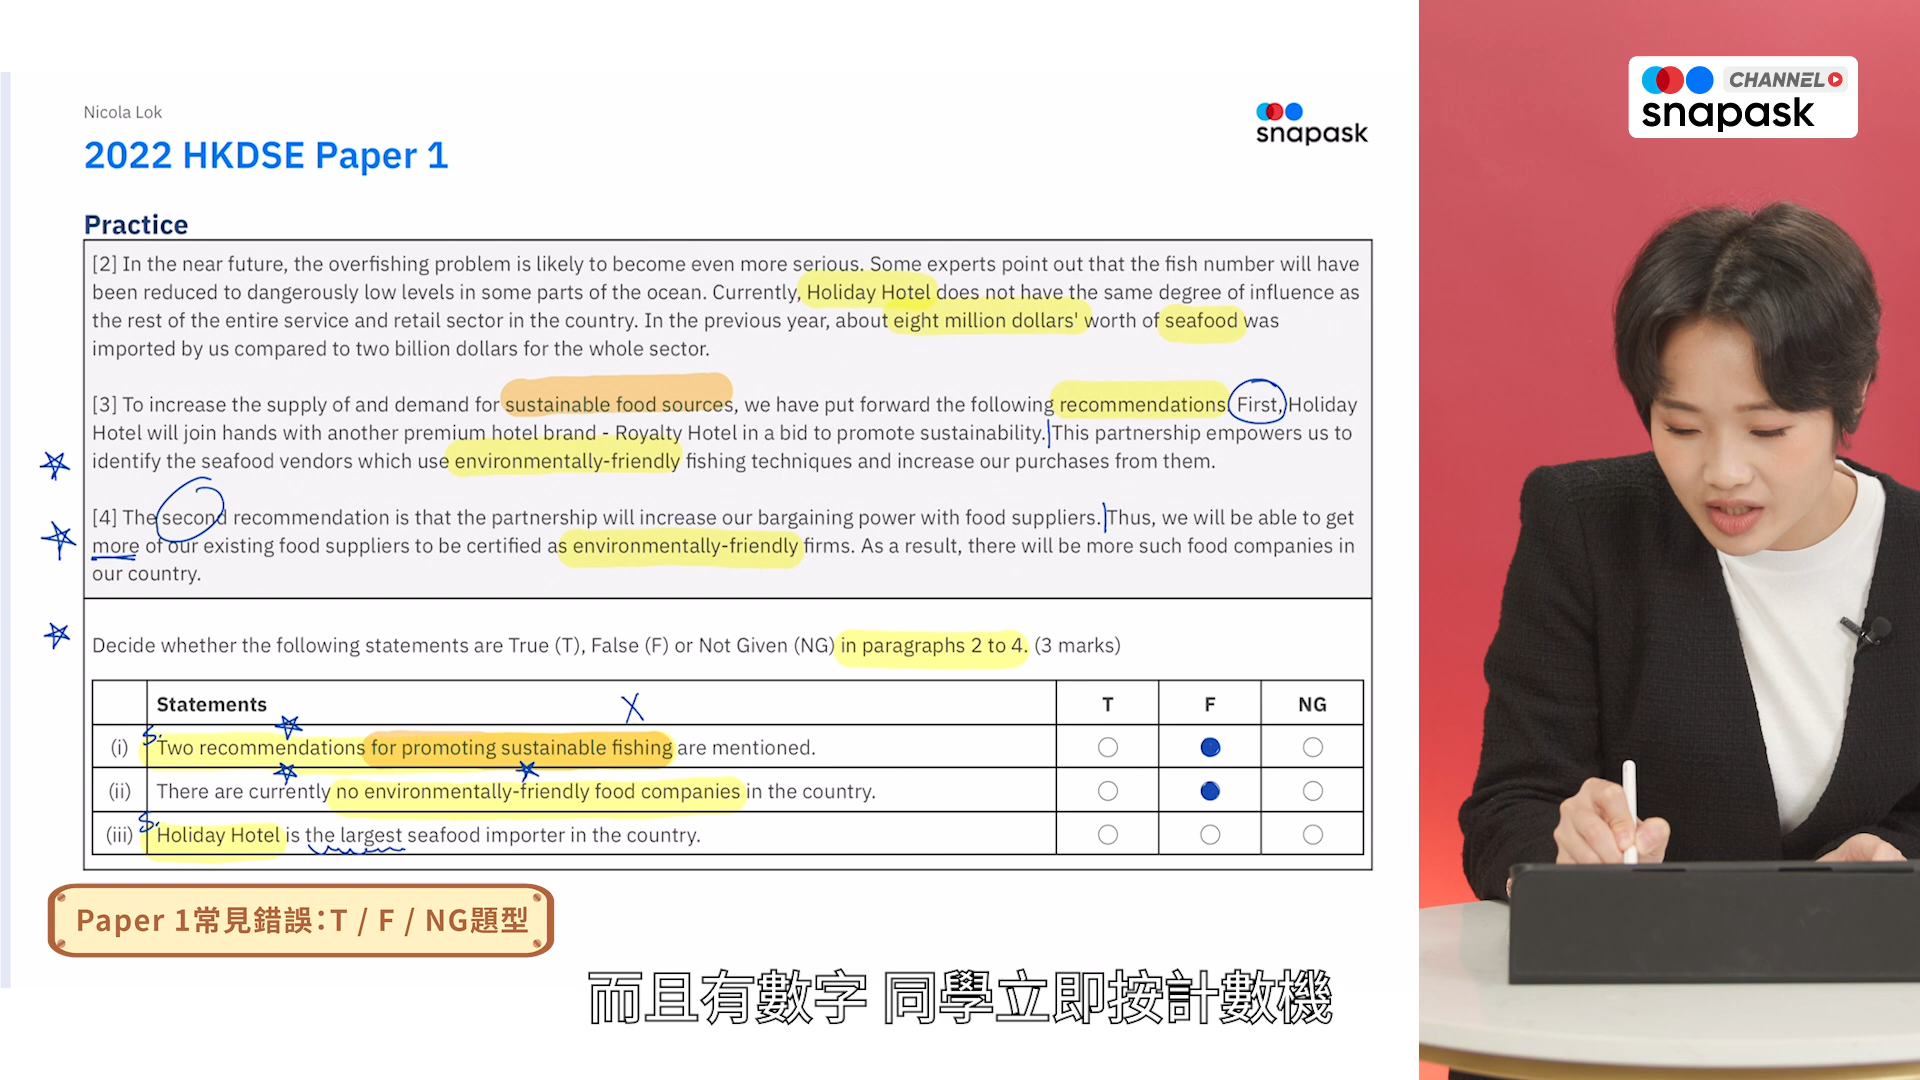 CHANNEL
snapask
Nicola Lok
snapask
2022 HKDSE Paper 1
Practice
[2] In the near future, the overfishing problem is likely to become even more serious. Some experts point out that the fish number will have
been reduced to dangerously low levels in some parts of the ocean. Currently, Holiday Hotel does not have the same degree of influence as
the rest of the entire service and retail sector in the country. In the previous year, about eight million dollars' worth of seafood was
imported by us compared to two billion dollars for the whole sector.
[3] To increase the supply of and demand for sustainable food sources, we have put forward the following recommendations. First, Holiday
Hotel will join hands with another premium hotel brand - Royalty Hotel in a bid to promote sustainability. This partnership empowers us to
identify the seafood vendors which use environmentally-friendly fishing techniques and increase our purchases from them.
[4] The second recommendation is that the partnership will increase our bargaining power with food suppliers. Thus, we will be able to get
more of our existing food suppliers to be certified as environmentally-friendly firms. As a result, there will be more such food companies in
our country.
Decide whether the following statements are True (T), False (F) or Not Given (NG) in paragraphs 2 to 4. (3 marks)
Statements X T F NG
(i) S. Two recommendations for promoting sustainable fishing are mentioned.
(ii) There are currently no environmentally-friendly food companies in the country.
(iii) S. Holiday Hotel is the largest seafood importer in the country.
Paper 1常見錯誤：T / F / NG題型
而且有數字 同學立即按計數機